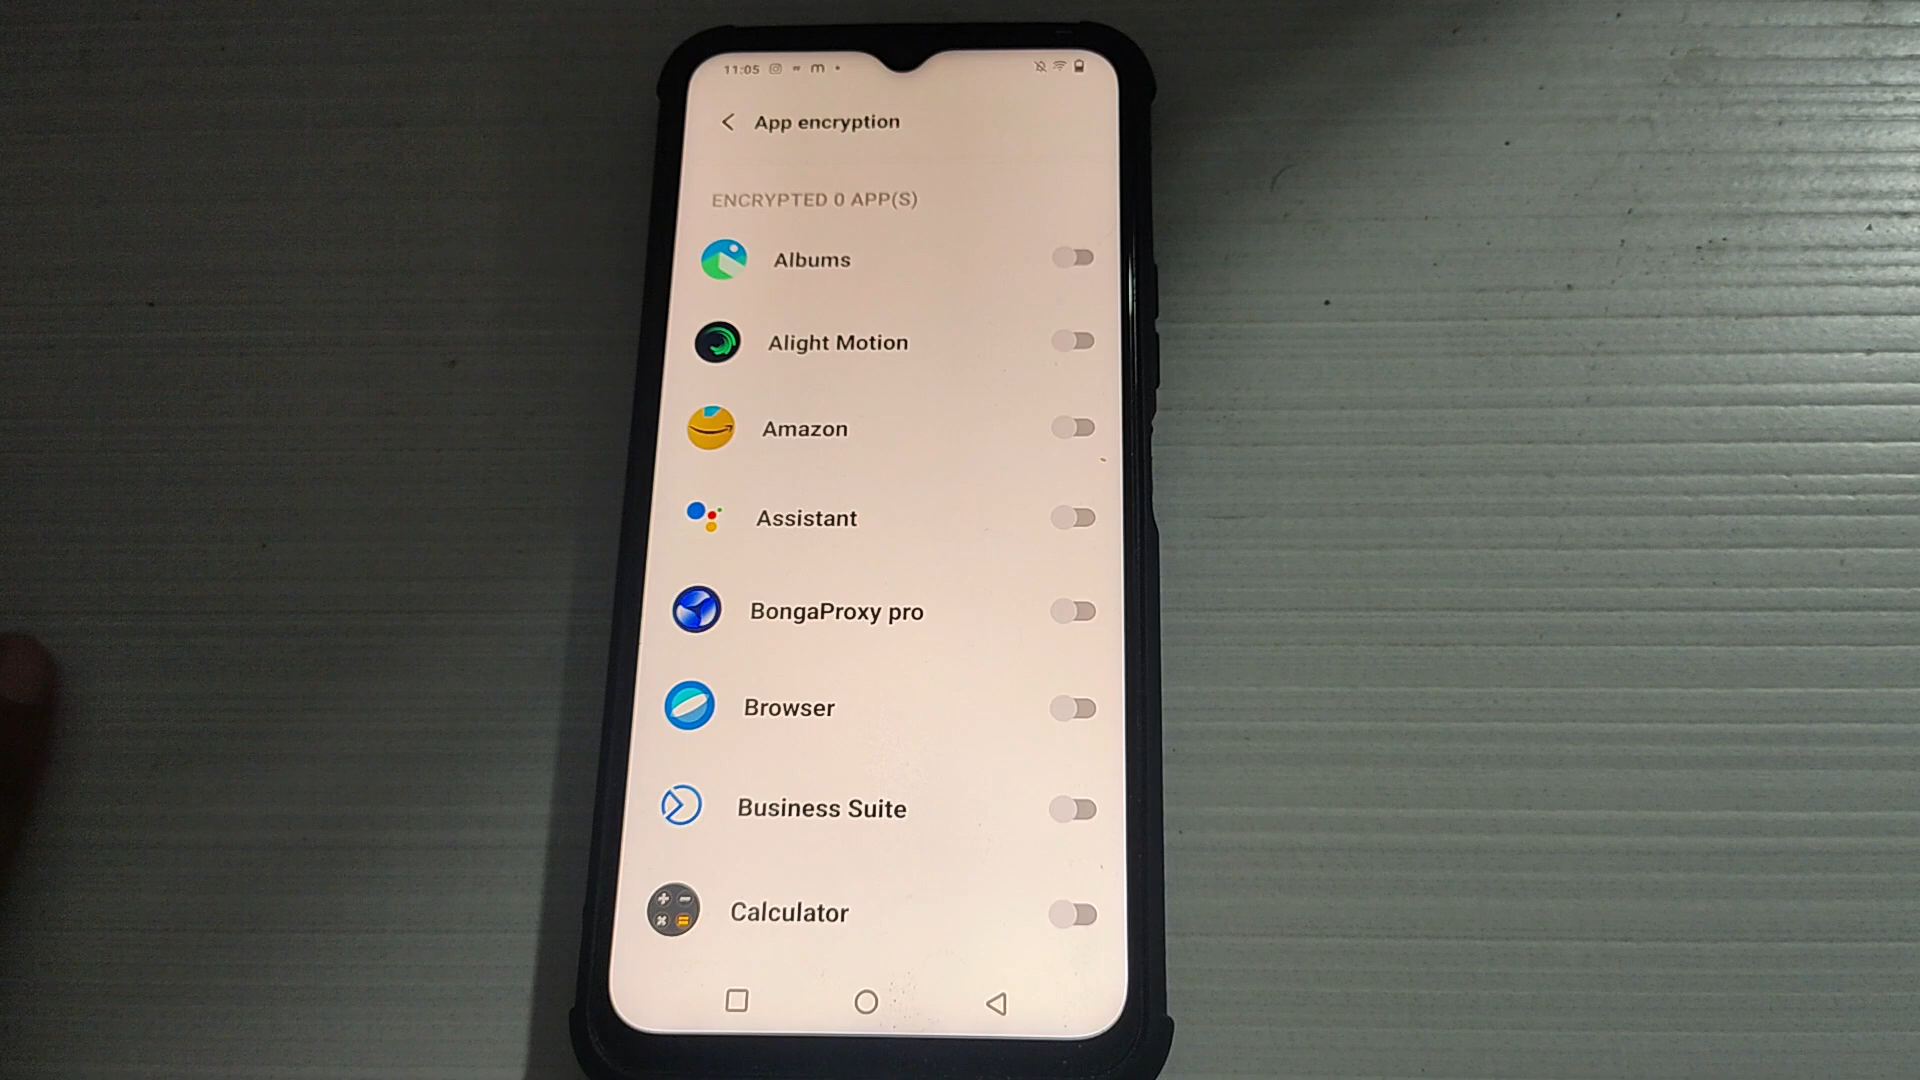 11:05
App encryption
ENCRYPTED 0 APP(S)
Albums
Alight Motion
Amazon
Assistant
BongaProxy pro
Browser
Business Suite
Calculator